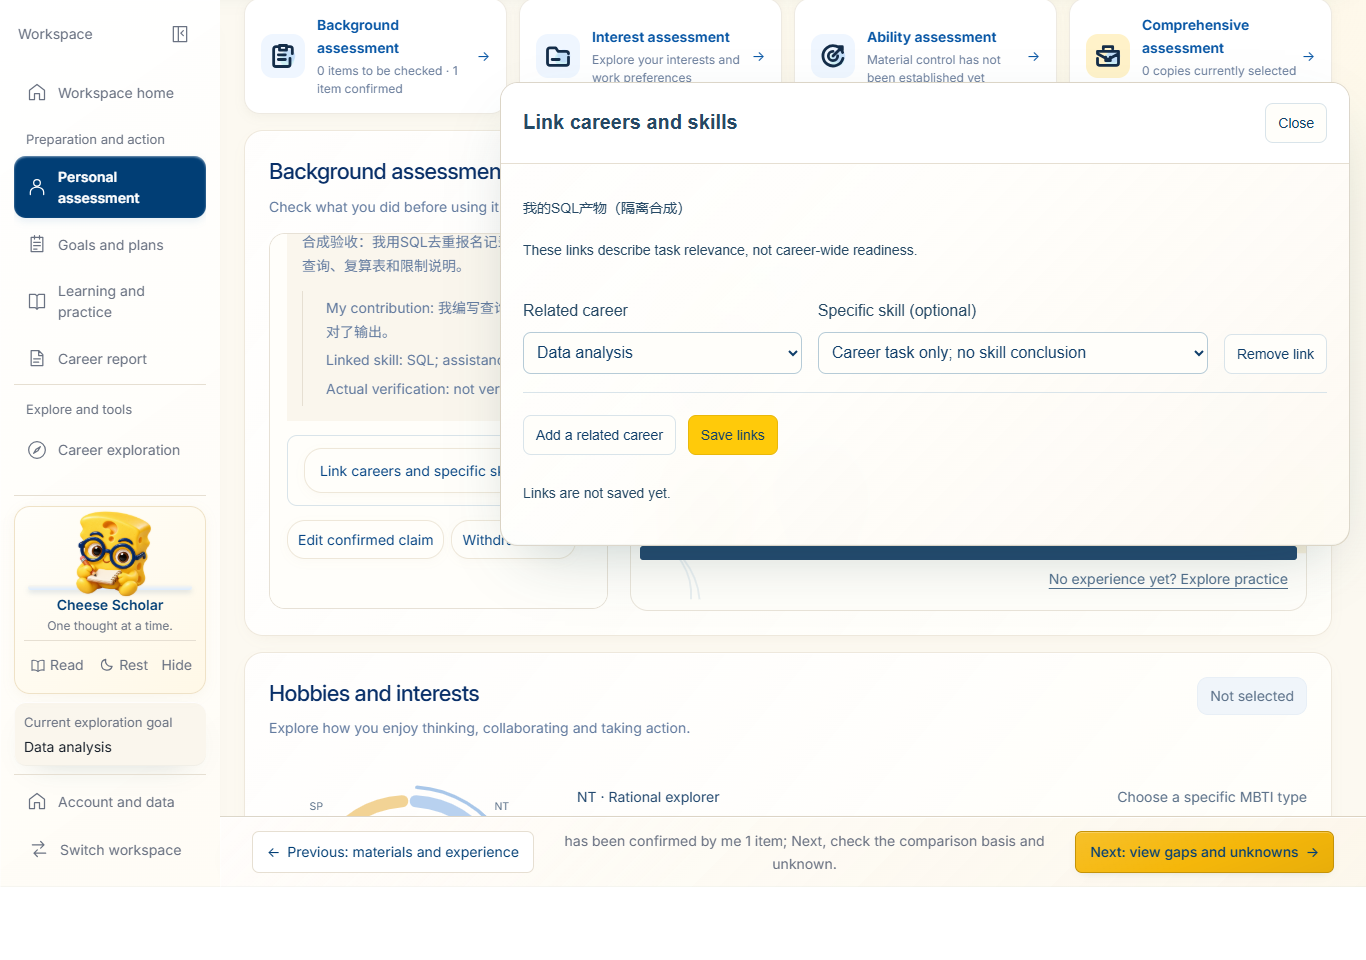 Workspace
Workspace home
Preparation and action
Personal
assessment
Goals and plans
Learning and
practice
Career report
Explore and tools
Career exploration
Cheese Scholar
One thought at a time.
Read
Rest
Hide
Current exploration goal
Data analysis
Account and data
Switch workspace
Background
assessment
0 items to be checked · 1
item confirmed
Interest assessment
Explore your interests and
work preferences
Ability assessment
Material control has not
been established yet
Comprehensive
assessment
0 copies currently selected
Background assessmen
Check what you did before using it
合成验收：我用SQL去重报名记
查询、复算表和限制说明。
My contribution: 我编写查
对了输出。
Linked skill: SQL; assistanc
Actual verification: not ver
Link careers and specific sk
Edit confirmed claim
Withdr
Link careers and skills
Close
我的SQL产物（隔离合成）
These links describe task relevance, not career-wide readiness.
Related career
Specific skill (optional)
Data analysis
Career task only; no skill conclusion
Remove link
Add a related career
Save links
Links are not saved yet.
No experience yet? Explore practice
Hobbies and interests
Not selected
Explore how you enjoy thinking, collaborating and taking action.
SP
NT
NT · Rational explorer
Choose a specific MBTI type
← Previous: materials and experience
has been confirmed by me 1 item; Next, check the comparison basis and
unknown.
Next: view gaps and unknowns →